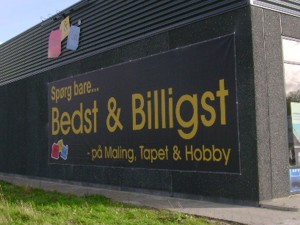 Spørg bare...
Bedst & Billigst
- på Maling, Tapet & Hobby